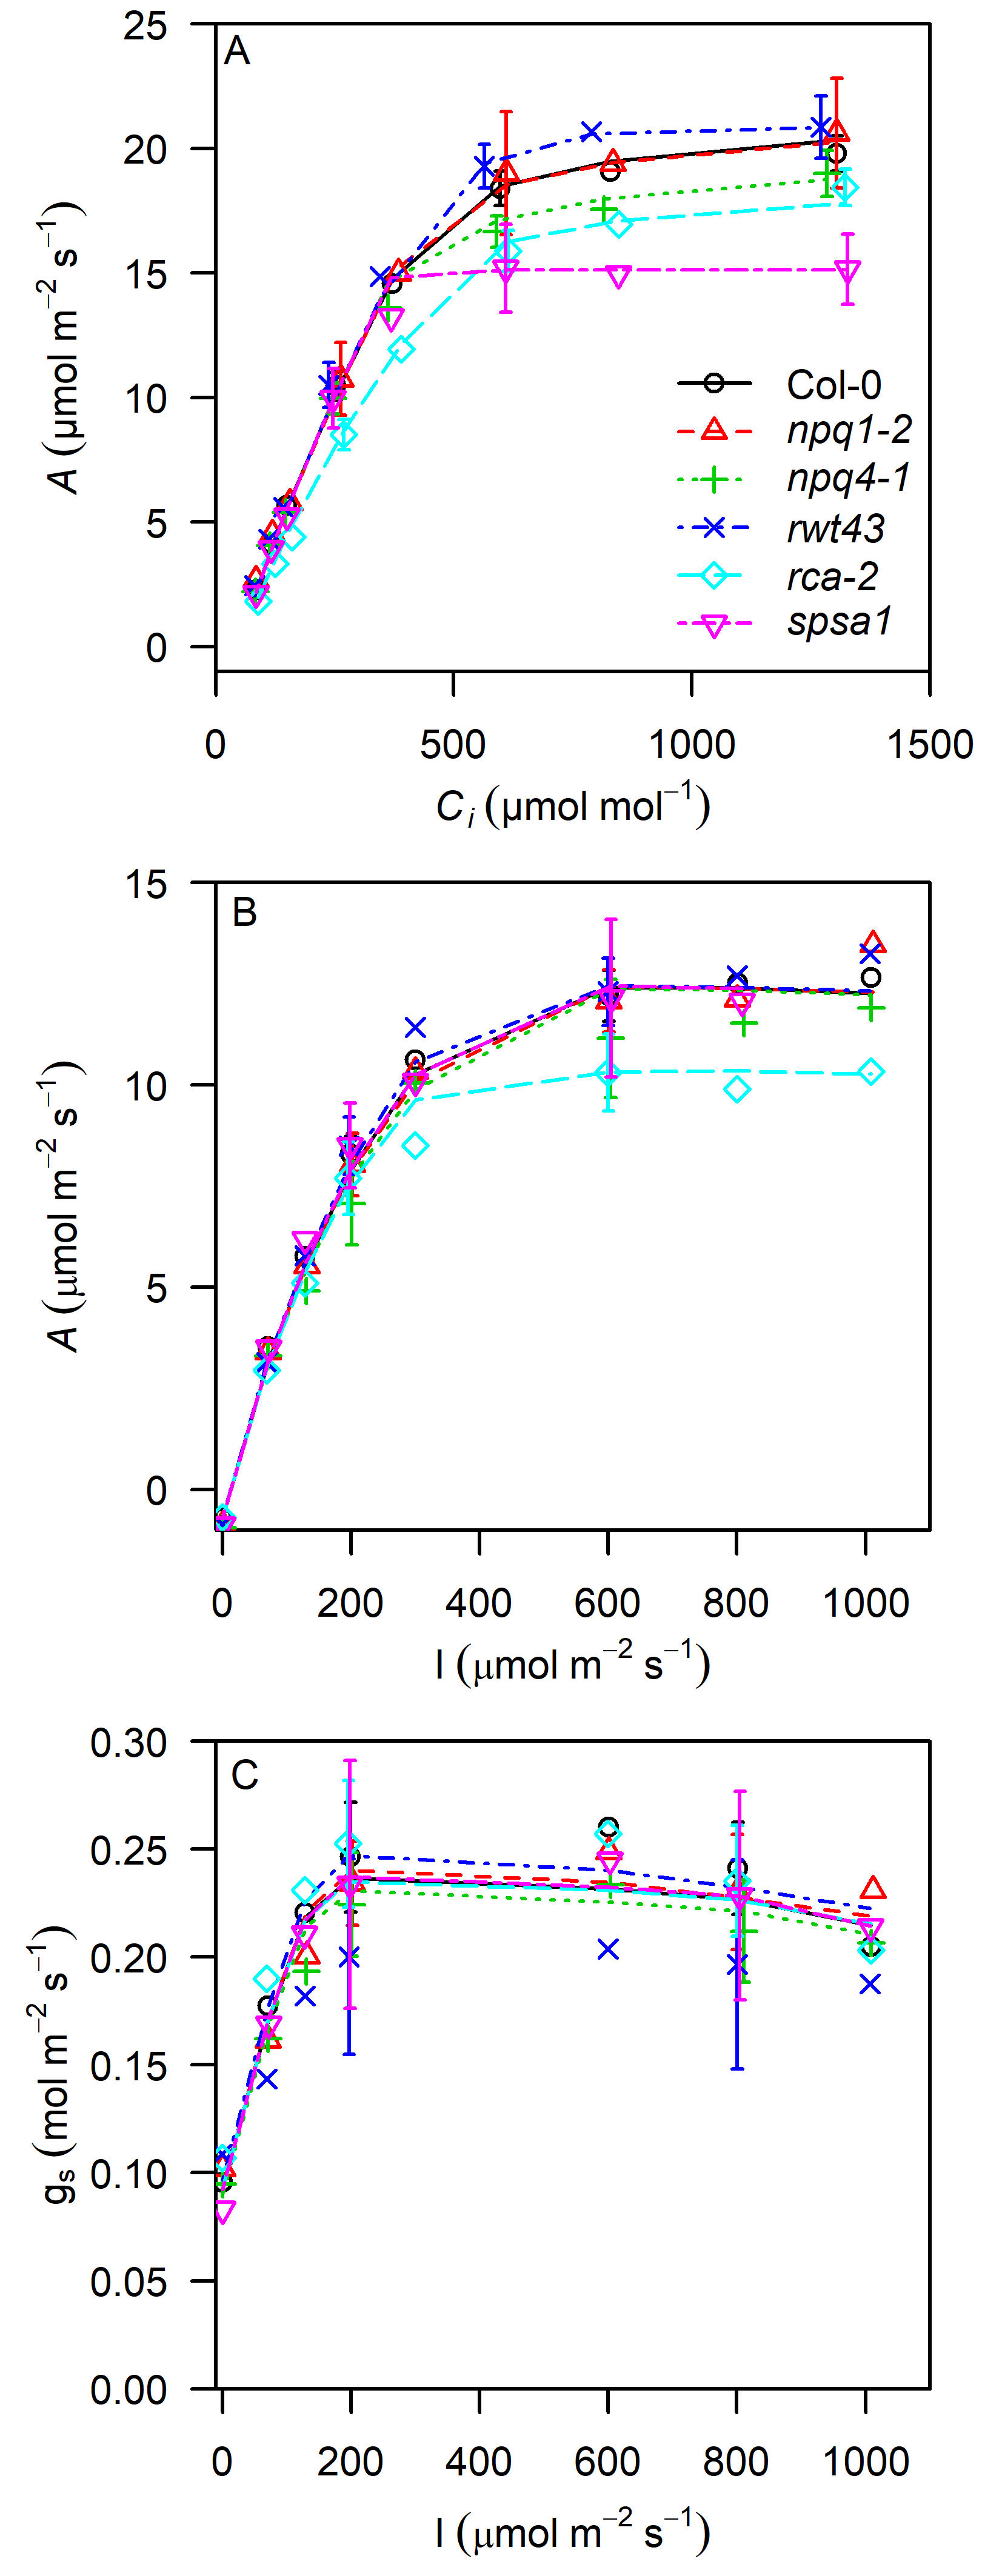 A
25
20
15
10
5
0
A (µmol m⁻² s⁻¹)
Col-0
npq1-2
npq4-1
rwt43
rca-2
spsa1
0 500 1000 1500
C i (µmol mol⁻¹)
B
15
10
5
0
A (µmol m⁻² s⁻¹)
0 200 400 600 800 1000
I (µmol m⁻² s⁻¹)
C
0.30
0.25
0.20
0.15
0.10
0.05
0.00
gs (mol m⁻² s⁻¹)
0 200 400 600 800 1000
I (µmol m⁻² s⁻¹)